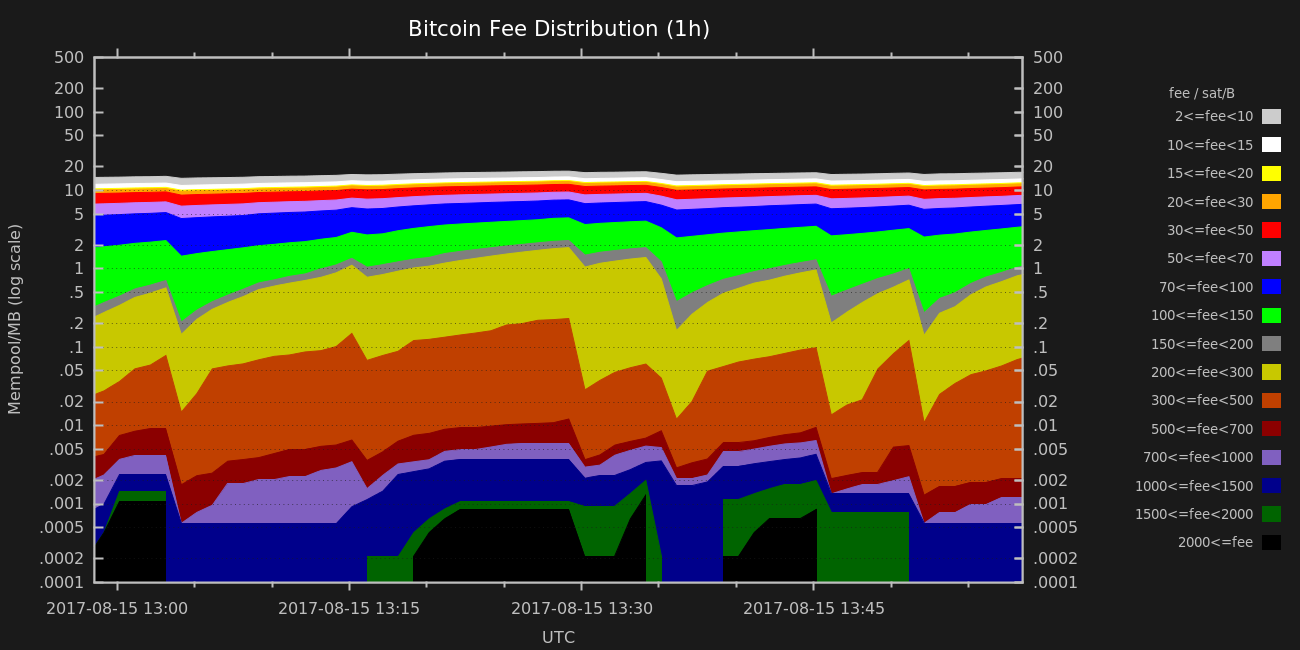 Bitcoin Fee Distribution (1h)
Mempool/MB (log scale)
500
200
100
50
20
10
5
2
1
.5
.2
.1
.05
.02
.01
.005
.002
.001
.0005
.0002
.0001
500
200
100
50
20
10
5
2
1
.5
.2
.1
.05
.02
.01
.005
.002
.001
.0005
.0002
.0001
2017-08-15 13:00
2017-08-15 13:15
2017-08-15 13:30
2017-08-15 13:45
UTC
fee / sat/B
2<=fee<10
10<=fee<15
15<=fee<20
20<=fee<30
30<=fee<50
50<=fee<70
70<=fee<100
100<=fee<150
150<=fee<200
200<=fee<300
300<=fee<500
500<=fee<700
700<=fee<1000
1000<=fee<1500
1500<=fee<2000
2000<=fee